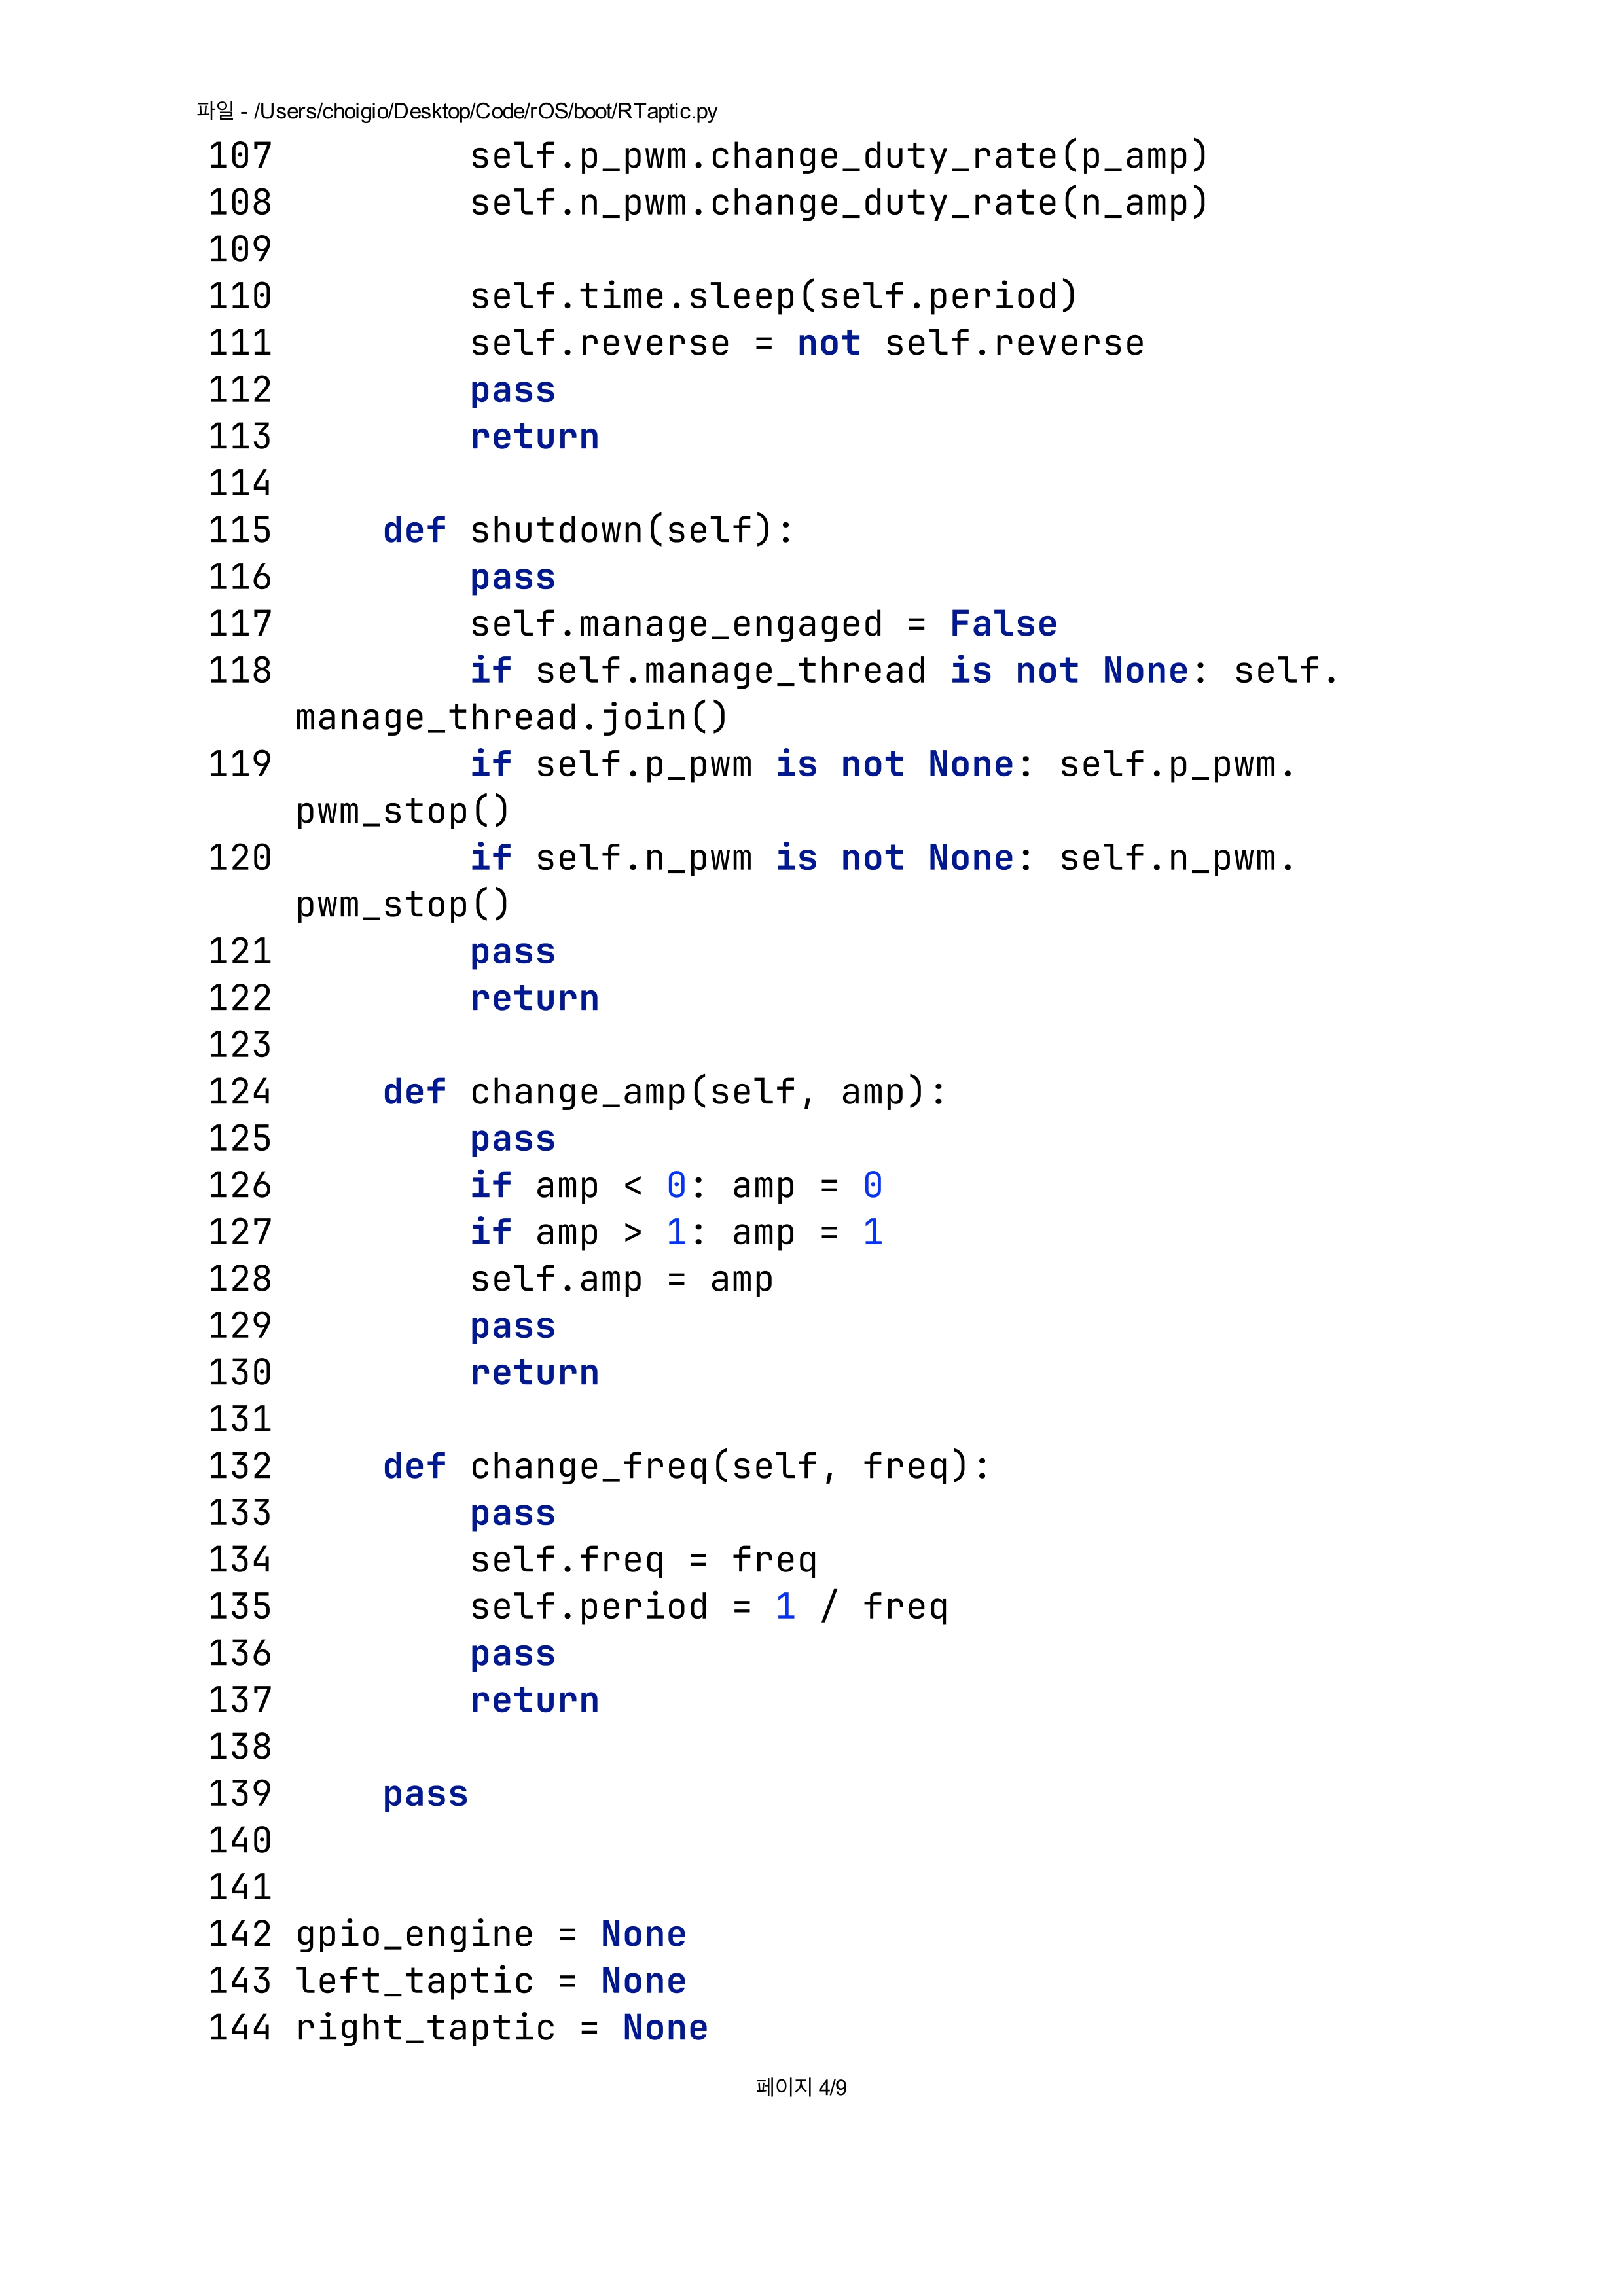 파일 - /Users/choigio/Desktop/Code/rOS/boot/RTaptic.py
107         self.p_pwm.change_duty_rate(p_amp)
108         self.n_pwm.change_duty_rate(n_amp)
109
110         self.time.sleep(self.period)
111         self.reverse = not self.reverse
112         pass
113         return
114
115     def shutdown(self):
116         pass
117         self.manage_engaged = False
118         if self.manage_thread is not None: self.
    manage_thread.join()
119         if self.p_pwm is not None: self.p_pwm.
    pwm_stop()
120         if self.n_pwm is not None: self.n_pwm.
    pwm_stop()
121         pass
122         return
123
124     def change_amp(self, amp):
125         pass
126         if amp < 0: amp = 0
127         if amp > 1: amp = 1
128         self.amp = amp
129         pass
130         return
131
132     def change_freq(self, freq):
133         pass
134         self.freq = freq
135         self.period = 1 / freq
136         pass
137         return
138
139     pass
140
141
142 gpio_engine = None
143 left_taptic = None
144 right_taptic = None
페이지 4/9